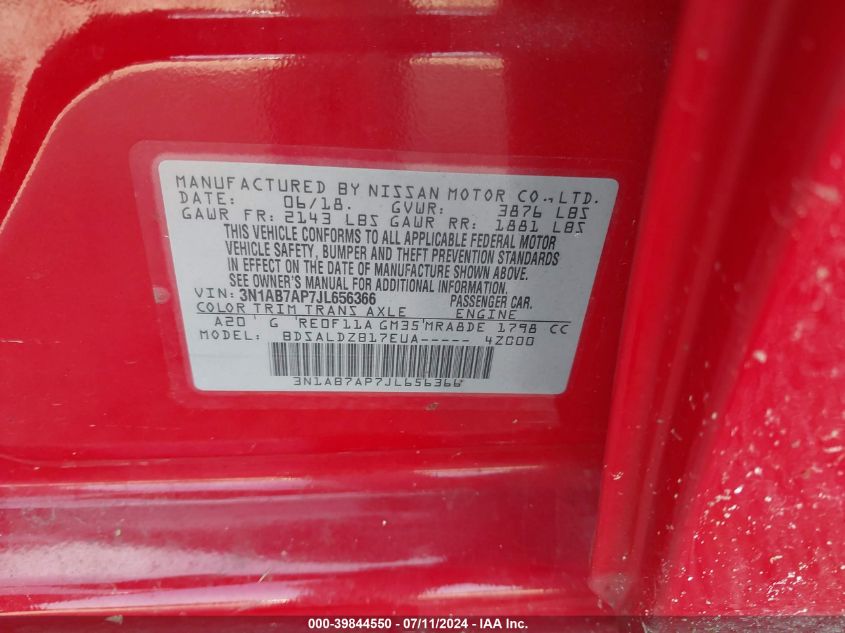 MANUFACTURED BY NISSAN MOTOR CO.,LTD.
DATE: 06/18. GVWR: 3876 LBS
GAWR FR: 2143 LBS GAWR RR: 1881 LBS
THIS VEHICLE CONFORMS TO ALL APPLICABLE FEDERAL MOTOR
VEHICLE SAFETY, BUMPER AND THEFT PREVENTION STANDARDS
IN EFFECT ON THE DATE OF MANUFACTURE SHOWN ABOVE.
SEE OWNER'S MANUAL FOR ADDITIONAL INFORMATION.
VIN: 3N1AB7AP7JL656366 PASSENGER CAR.
COLOR TRIM TRANS AXLE ENGINE
A20 G RE0F11A GM35 MRA8DE 1798 CC
MODEL: BDSALDZB17EUA----- 4Z000
3N1AB7AP7JL656366
000-39844550 - 07/11/2024 - IAA Inc.